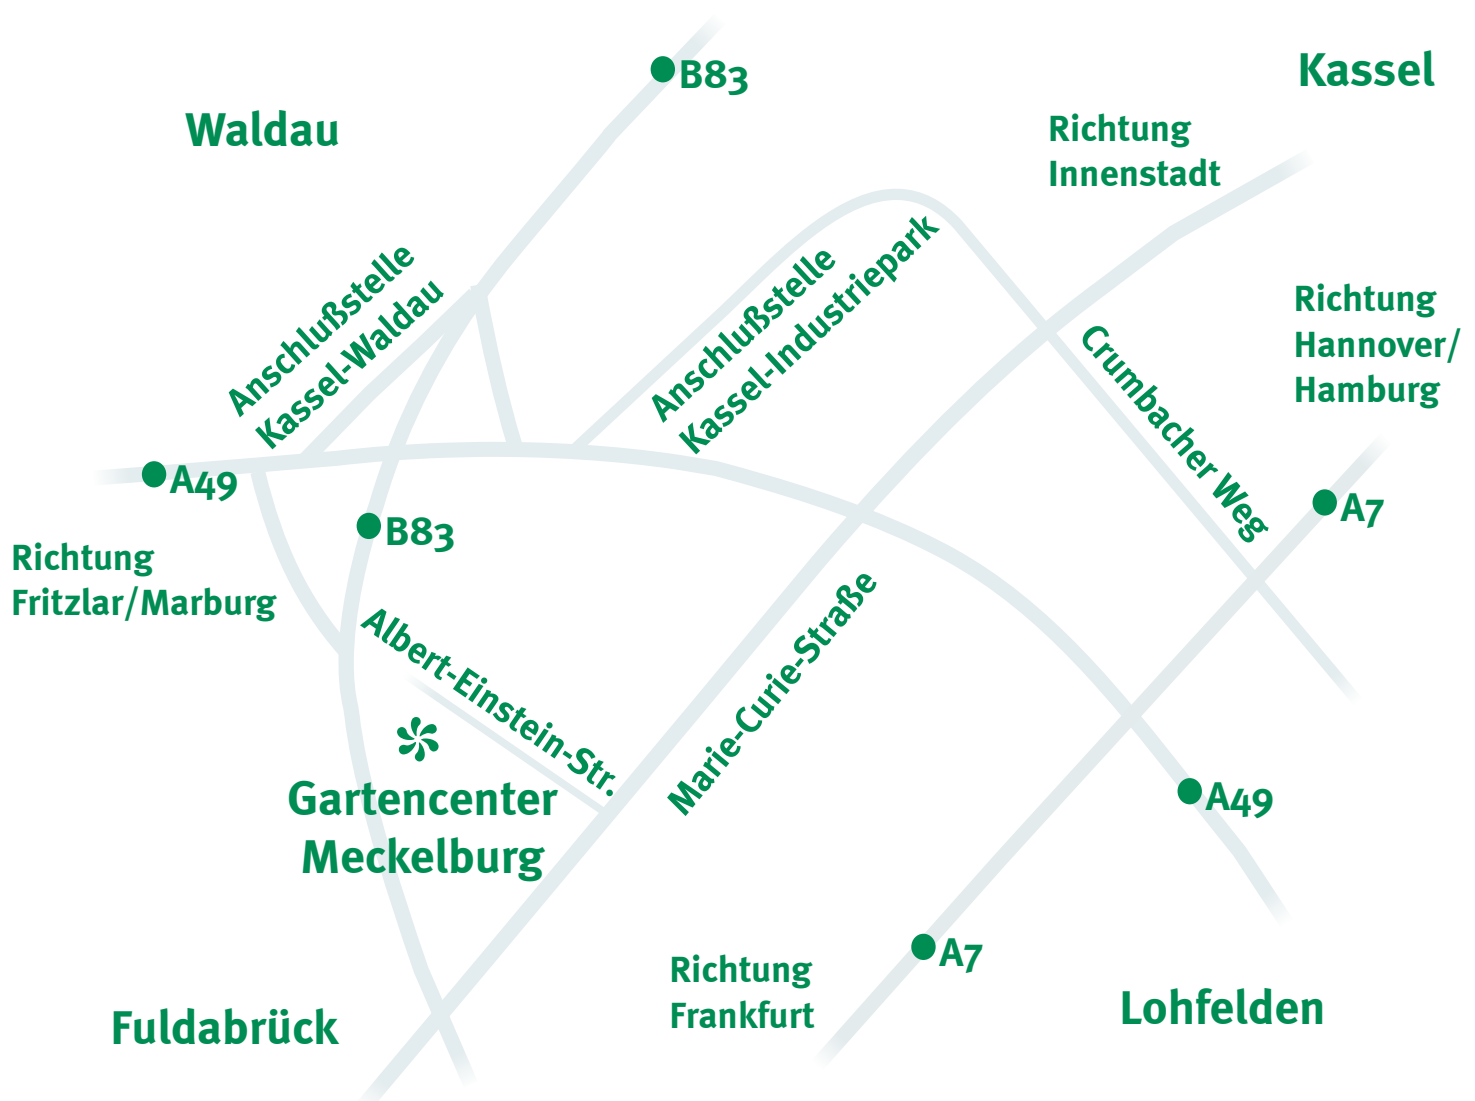 B83
Kassel
Waldau
Richtung
Innenstadt
Anschlußstelle
Kassel-Waldau
Anschlußstelle
Kassel-Industriepark
Richtung
Hannover/
Hamburg
Crumbacher Weg
A49
A7
B83
Richtung
Fritzlar/Marburg
Albert-Einstein-Str.
Marie-Curie-Straße
Gartencenter
Meckelburg
A49
A7
Richtung
Frankfurt
Lohfelden
Fuldabrück